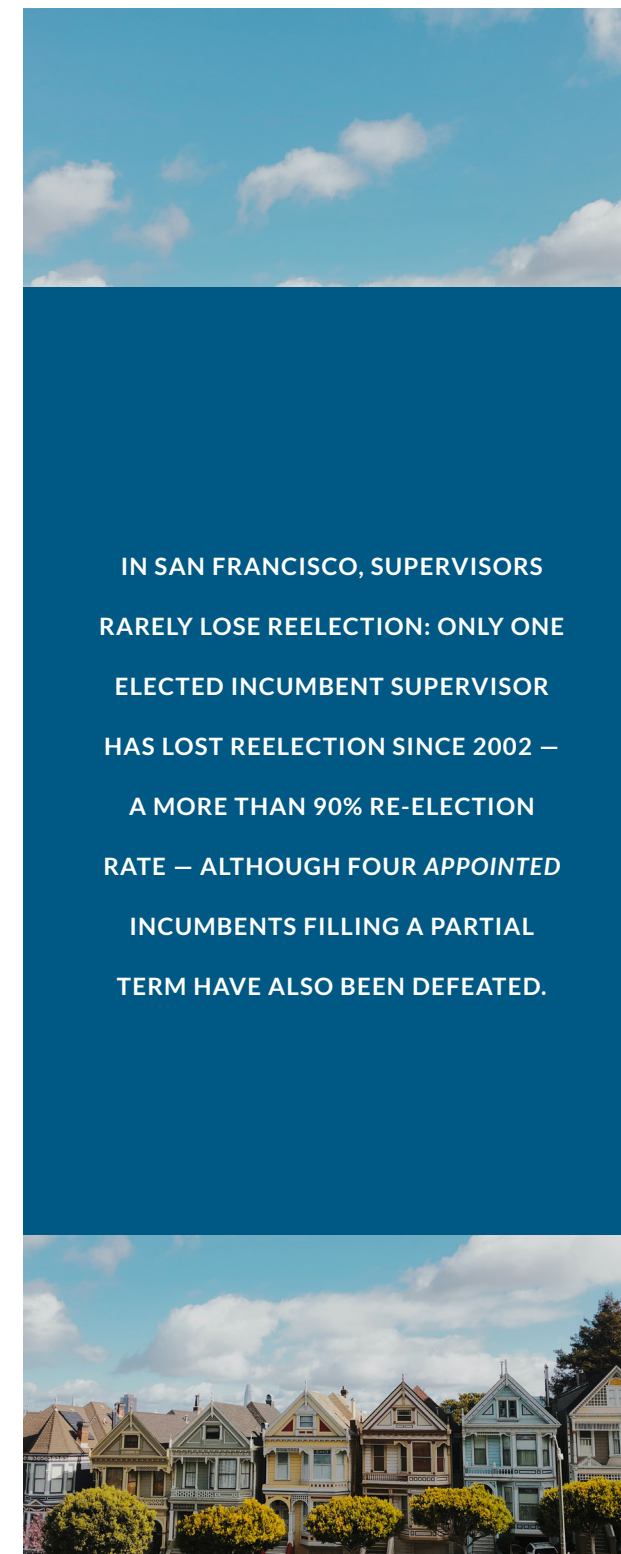 IN SAN FRANCISCO, SUPERVISORS
RARELY LOSE REELECTION: ONLY ONE
ELECTED INCUMBENT SUPERVISOR
HAS LOST REELECTION SINCE 2002 —
A MORE THAN 90% RE-ELECTION
RATE — ALTHOUGH FOUR APPOINTED
INCUMBENTS FILLING A PARTIAL
TERM HAVE ALSO BEEN DEFEATED.